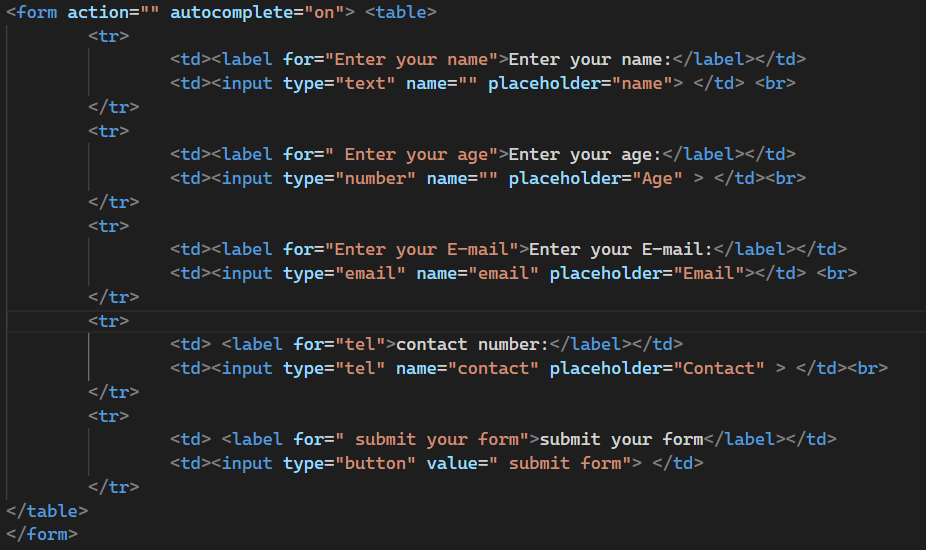 <form action="" autocomplete="on"> <table>
<tr>
<td><label for="Enter your name">Enter your name:</label></td>
<td><input type="text" name="" placeholder="name"> </td> <br>
</tr>
<tr>
<td><label for=" Enter your age">Enter your age:</label></td>
<td><input type="number" name="" placeholder="Age" > </td><br>
</tr>
<tr>
<td><label for="Enter your E-mail">Enter your E-mail:</label></td>
<td><input type="email" name="email" placeholder="Email"></td> <br>
</tr>
<tr>
<td> <label for="tel">contact number:</label></td>
<td><input type="tel" name="contact" placeholder="Contact" > </td><br>
</tr>
<tr>
<td> <label for=" submit your form">submit your form</label></td>
<td><input type="button" value=" submit form"> </td>
</tr>
</table>
</form>